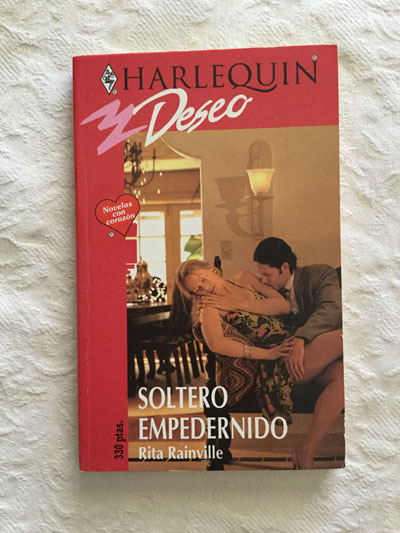 HARLEQUIN
Deseo
Novelas
con
corazón
SOLTERO
EMPEDERNIDO
Rita Rainville
330 ptas.